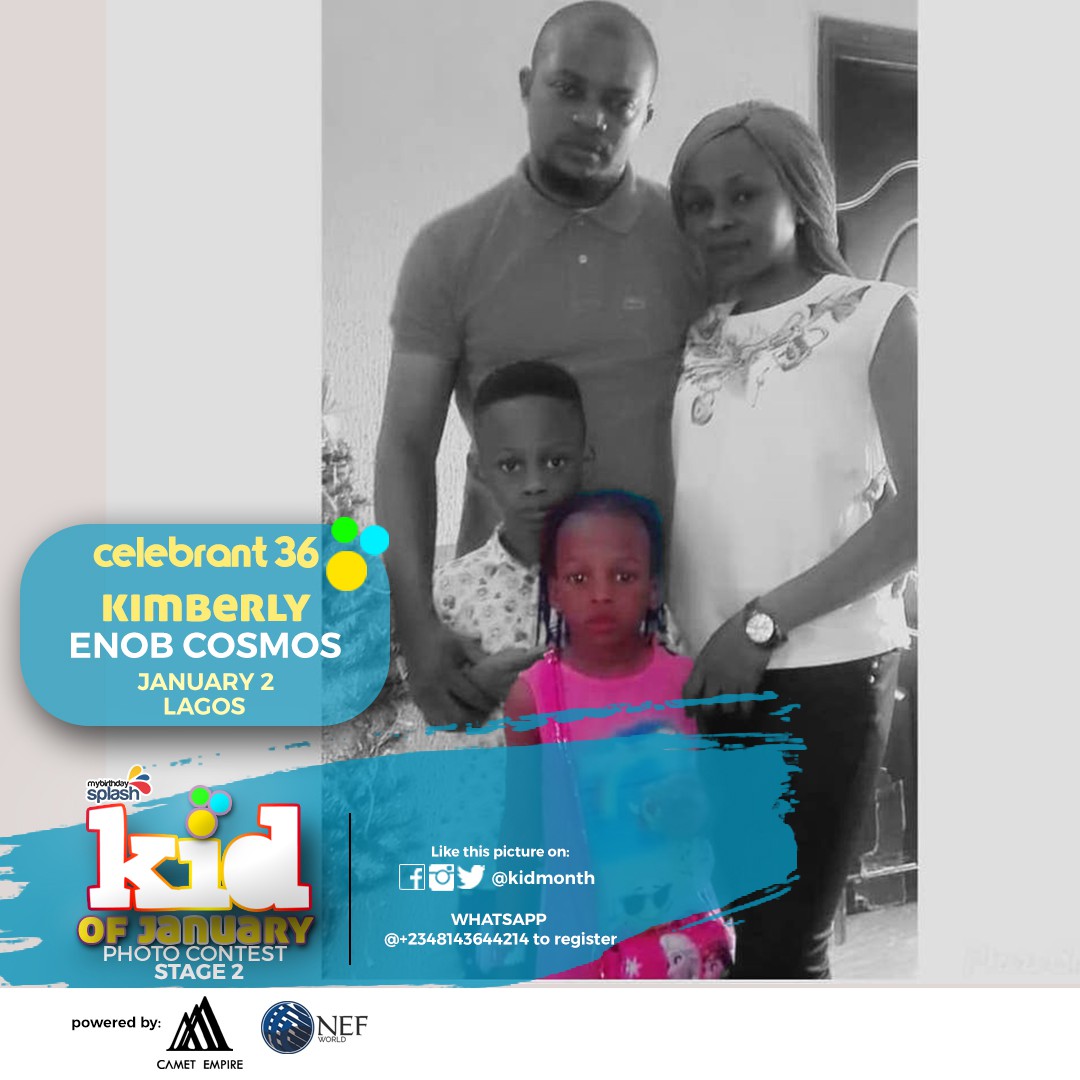 celebrant 36
KIMBERLY
ENOB COSMOS
JANUARY 2
LAGOS
mybirthday
splash
kid
OF JANUARY
PHOTO CONTEST
STAGE 2
Like this picture on:
@kidmonth
WHATSAPP
@+2348143644214 to register
powered by:
CAMET EMPIRE
NEF
WORLD